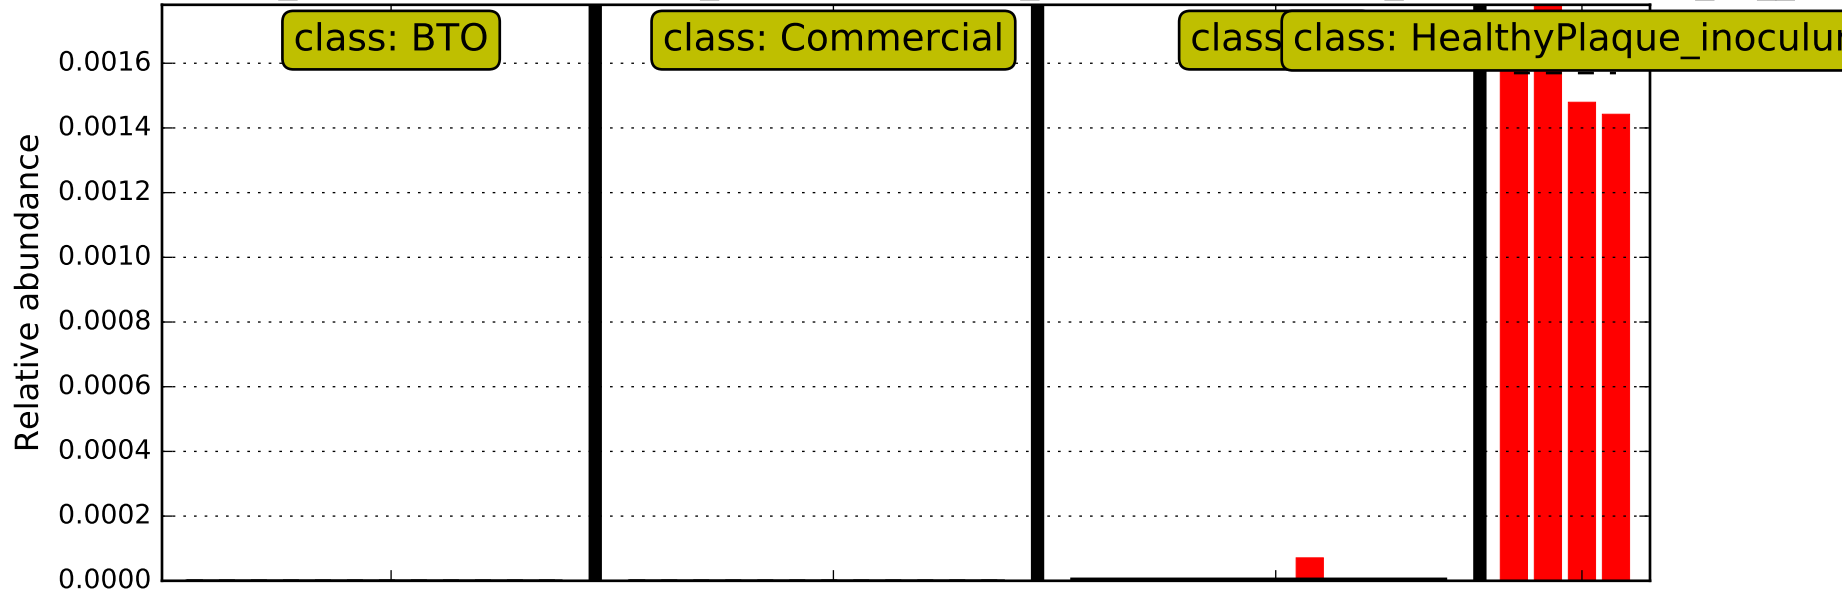 class: BTO
class: Commercial
class
class: HealthyPlaque_inoculu
Relative abundance
0.0016
0.0014
0.0012
0.0010
0.0008
0.0006
0.0004
0.0002
0.0000